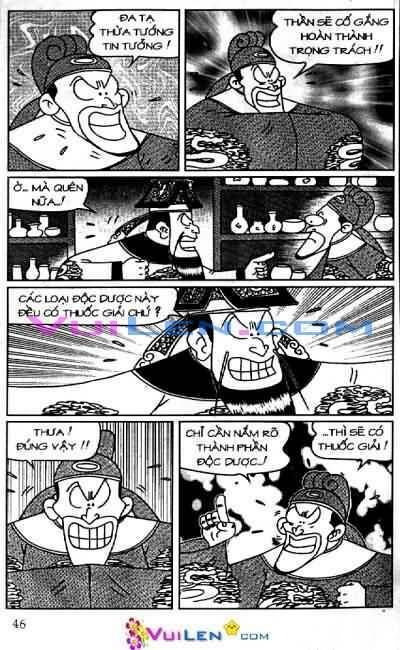 ĐA TẠ
THỪA TƯỚNG
TIN TƯỞNG !
THẦN SẼ CỐ GẮNG
HOÀN THÀNH
TRỌNG TRÁCH !!
Ờ... MÀ QUÊN
NỮA...!
CÁC LOẠI ĐỘC DƯỢC NÀY
ĐỀU CÓ THUỐC GIẢI CHỨ ?
VUILEN.COM
THƯA !
ĐÚNG VẬY !!
CHỈ CẦN NẮM RÕ
THÀNH PHẦN
ĐỘC DƯỢC...!
...THÌ SẼ CÓ
THUỐC GIẢI !
46
VUILEN.COM